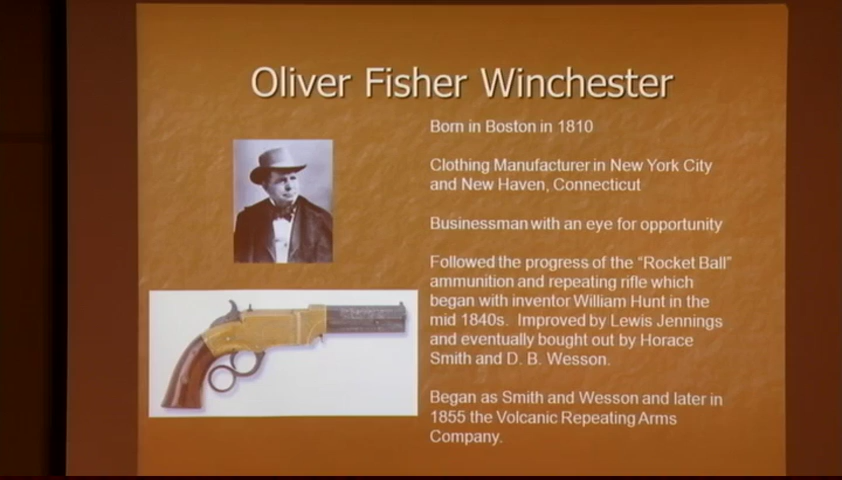 Oliver Fisher Winchester
Born in Boston in 1810
Clothing Manufacturer in New York City
and New Haven, Connecticut
Businessman with an eye for opportunity
Followed the progress of the “Rocket Ball”
ammunition and repeating rifle which
began with inventor William Hunt in the
mid 1840s. Improved by Lewis Jennings
and eventually bought out by Horace
Smith and D. B. Wesson.
Began as Smith and Wesson and later in
1855 the Volcanic Repeating Arms
Company.